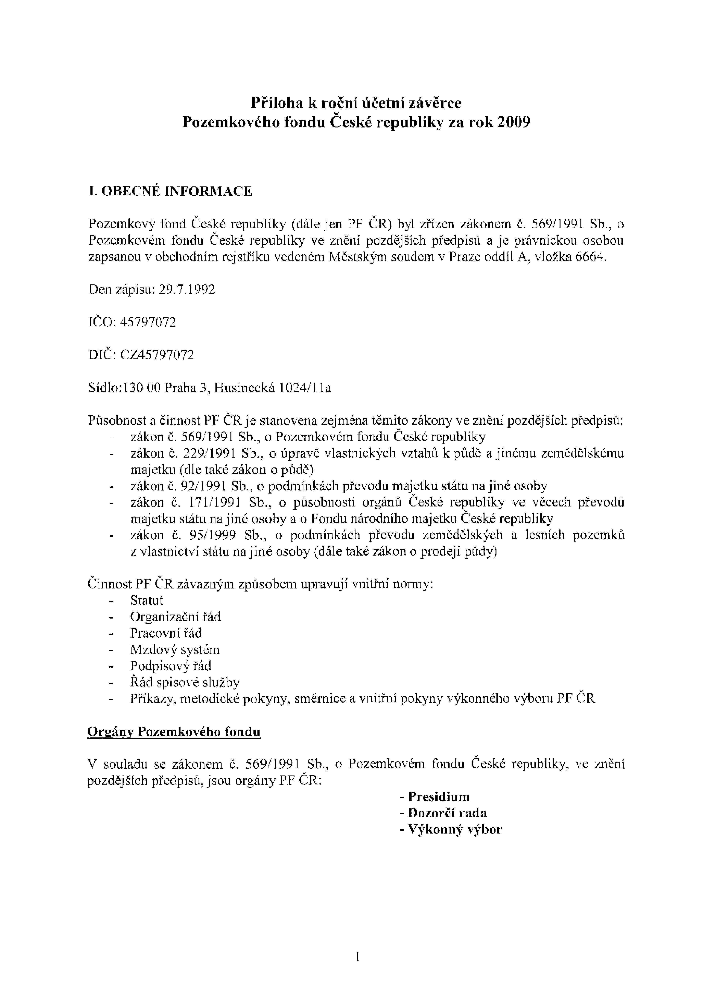 Příloha k roční účetní závěrce
Pozemkového fondu České republiky za rok 2009
I. OBECNÉ INFORMACE
Pozemkový fond České republiky (dále jen PF ČR) byl zřízen zákonem č. 569/1991 Sb., o
Pozemkovém fondu České republiky ve znění pozdějších předpisů a je právnickou osobou
zapsanou v obchodním rejstříku vedeném Městským soudem v Praze oddíl A, vložka 6664.
Den zápisu: 29.7.1992
IČO: 45797072
DIČ: CZ45797072
Sídlo:130 00 Praha 3, Husinecká 1024/11a
Působnost a činnost PF ČR je stanovena zejména těmito zákony ve znění pozdějších předpisů:
- zákon č. 569/1991 Sb., o Pozemkovém fondu České republiky
- zákon č. 229/1991 Sb., o úpravě vlastnických vztahů k půdě a jinému zemědělskému
majetku (dle také zákon o půdě)
- zákon č. 92/1991 Sb., o podmínkách převodu majetku státu na jiné osoby
- zákon č. 171/1991 Sb., o působnosti orgánů České republiky ve věcech převodů
majetku státu na jiné osoby a o Fondu národního majetku České republiky
- zákon č. 95/1999 Sb., o podmínkách převodu zemědělských a lesních pozemků
z vlastnictví státu na jiné osoby (dále také zákon o prodeji půdy)
Činnost PF ČR závazným způsobem upravují vnitřní normy:
- Statut
- Organizační řád
- Pracovní řád
- Mzdový systém
- Podpisový řád
- Řád spisové služby
- Příkazy, metodické pokyny, směrnice a vnitřní pokyny výkonného výboru PF ČR
Orgány Pozemkového fondu
V souladu se zákonem č. 569/1991 Sb., o Pozemkovém fondu České republiky, ve znění
pozdějších předpisů, jsou orgány PF ČR:
- Presidium
- Dozorčí rada
- Výkonný výbor
1